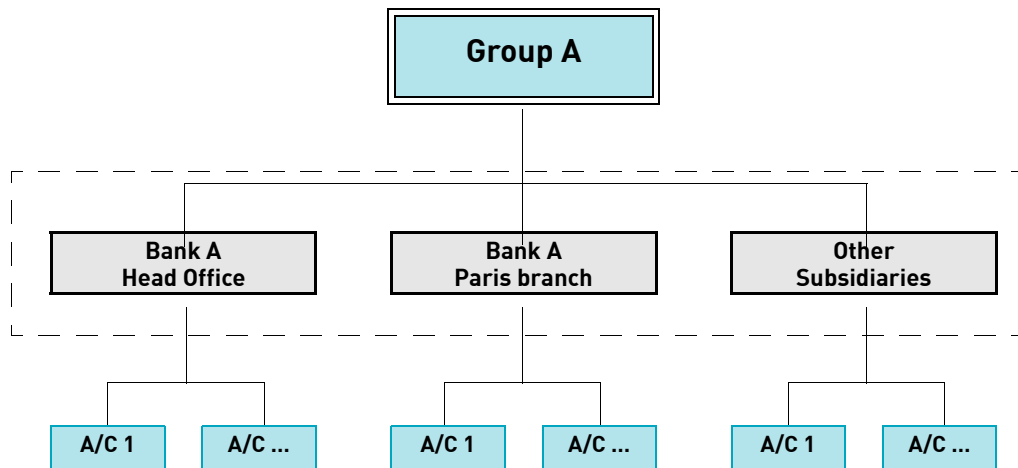 Group A
Bank A
Head Office
Bank A
Paris branch
Other
Subsidiaries
A/C 1
A/C ...
A/C 1
A/C ...
A/C 1
A/C ...